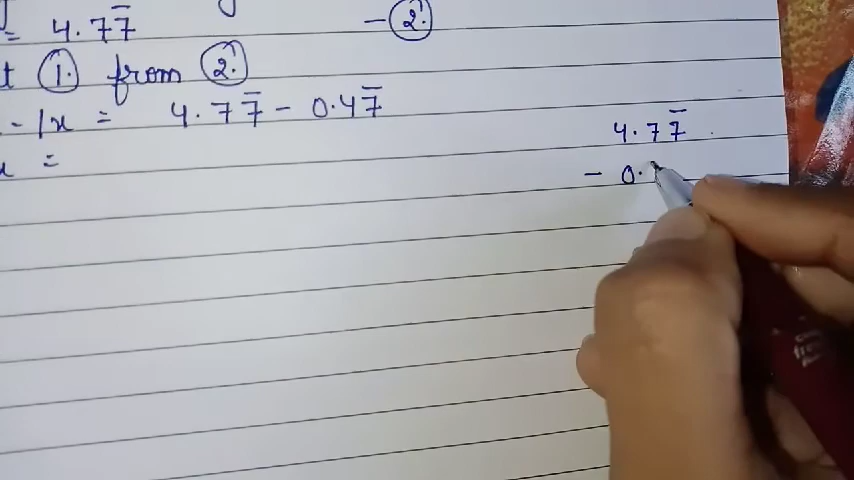 = 4.77̅ - ②.
t ①. from ②.
- 1x = 4.77̅ - 0.47̅
x =
4.77̅
- 0.